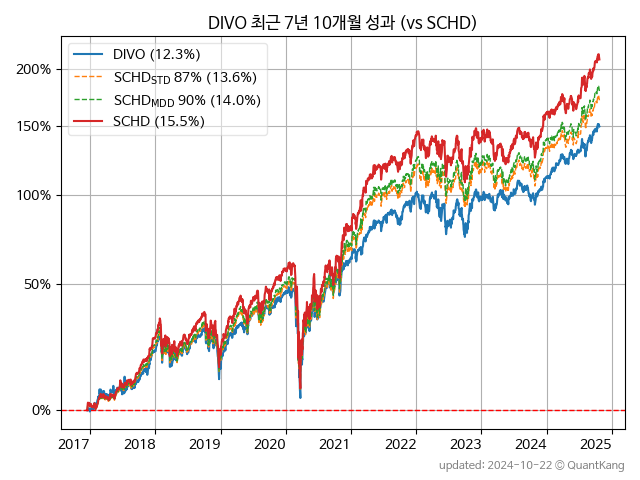 DIVO 최근 7년 10개월 성과 (vs SCHD)
DIVO (12.3%)
SCHD_STD 87% (13.6%)
SCHD_MDD 90% (14.0%)
SCHD (15.5%)
200%
150%
100%
50%
0%
2017 2018 2019 2020 2021 2022 2023 2024 2025
updated: 2024-10-22 © QuantKang